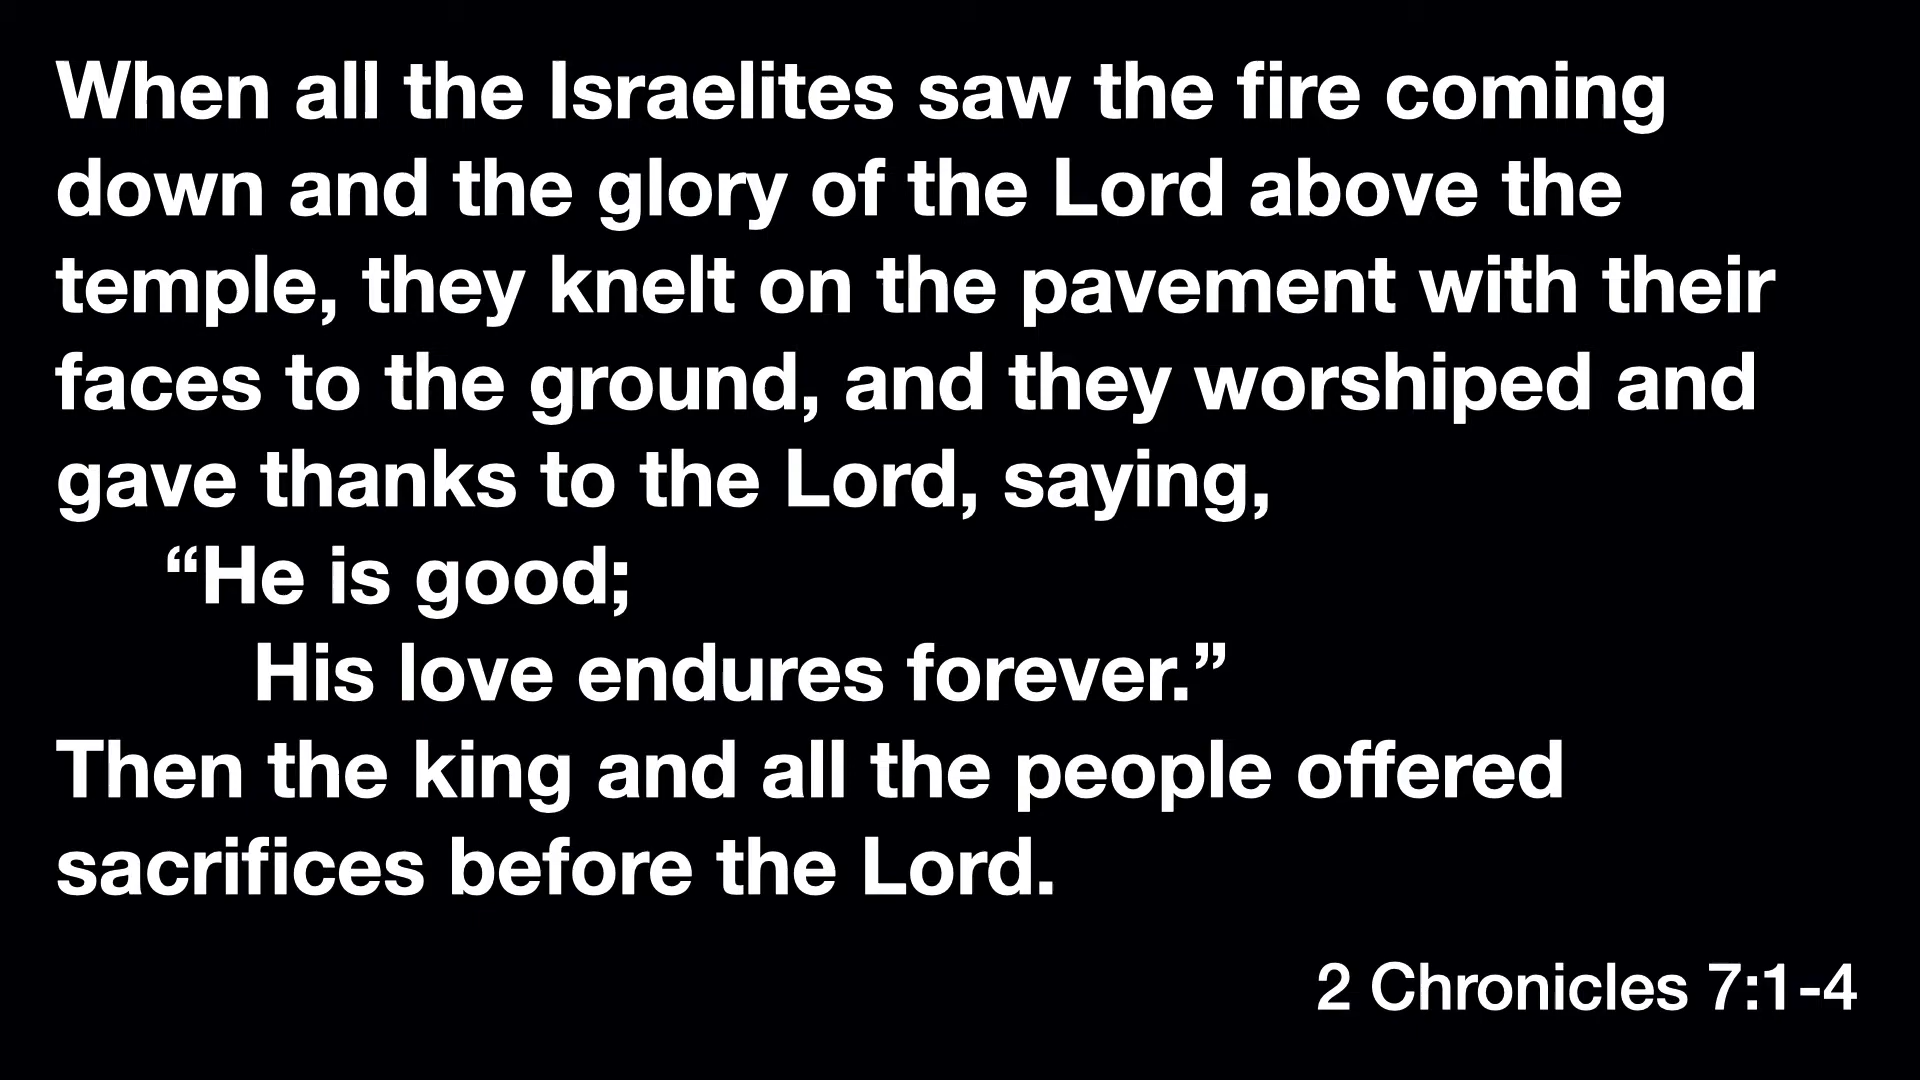 When all the Israelites saw the fire coming
down and the glory of the Lord above the
temple, they knelt on the pavement with their
faces to the ground, and they worshiped and
gave thanks to the Lord, saying,
“He is good;
His love endures forever.”
Then the king and all the people offered
sacrifices before the Lord.
2 Chronicles 7:1-4